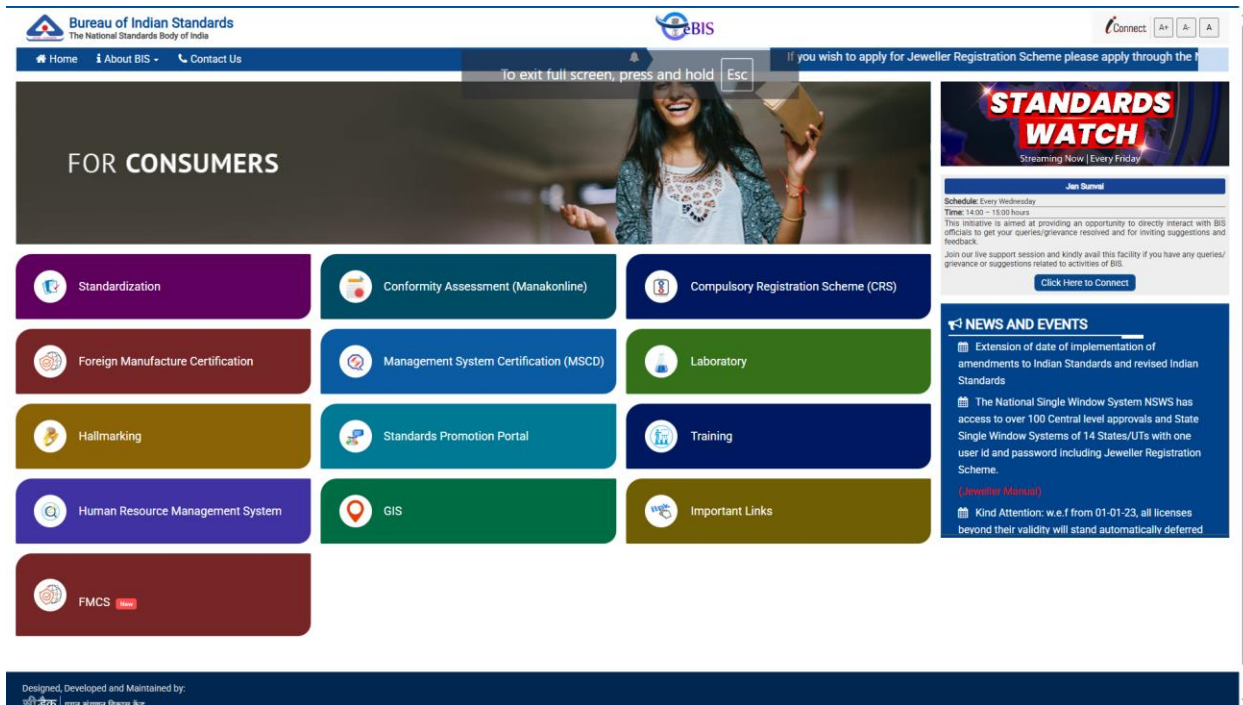 Bureau of Indian Standards
The National Standards Body of India
eBIS
iConnect A+ A- A
Home About BIS Contact Us
If you wish to apply for Jeweller Registration Scheme please apply through the
To exit full screen, press and hold Esc
FOR CONSUMERS
STANDARDS
WATCH
Streaming Now | Every Friday
Jan Sunvai
Schedule: Every Wednesday
Time: 14:00 – 15:00 hours
This initiative is aimed at providing an opportunity to directly interact with BIS
officials to get your queries/grievance resolved and for inviting suggestions and
feedback.
Join our live support session and kindly avail this facility if you have any queries/
grievance or suggestions related to activities of BIS.
Click Here to Connect
Standardization
Conformity Assessment (Manakonline)
Compulsory Registration Scheme (CRS)
Foreign Manufacture Certification
Management System Certification (MSCD)
Laboratory
Hallmarking
Standards Promotion Portal
Training
Human Resource Management System
GIS
Important Links
FMCS New
NEWS AND EVENTS
Extension of date of implementation of
amendments to Indian Standards and revised Indian
Standards
The National Single Window System NSWS has
access to over 100 Central level approvals and State
Single Window Systems of 14 States/UTs with one
user id and password including Jeweller Registration
Scheme.
(Jeweller Manual)
Kind Attention: w.e.f from 01-01-23, all licenses
beyond their validity will stand automatically deferred
Designed, Developed and Maintained by: